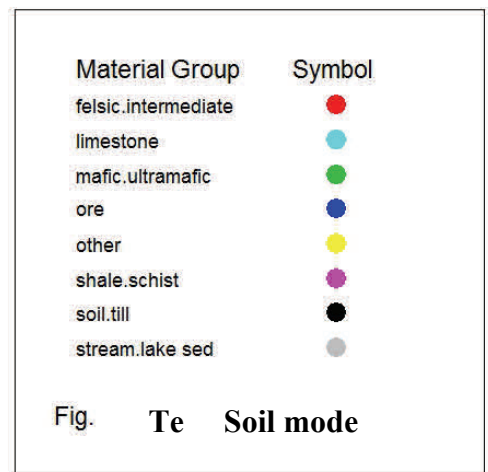 Material Group Symbol
felsic.intermediate
limestone
mafic.ultramafic
ore
other
shale.schist
soil.till
stream.lake sed
Fig. Te Soil mode